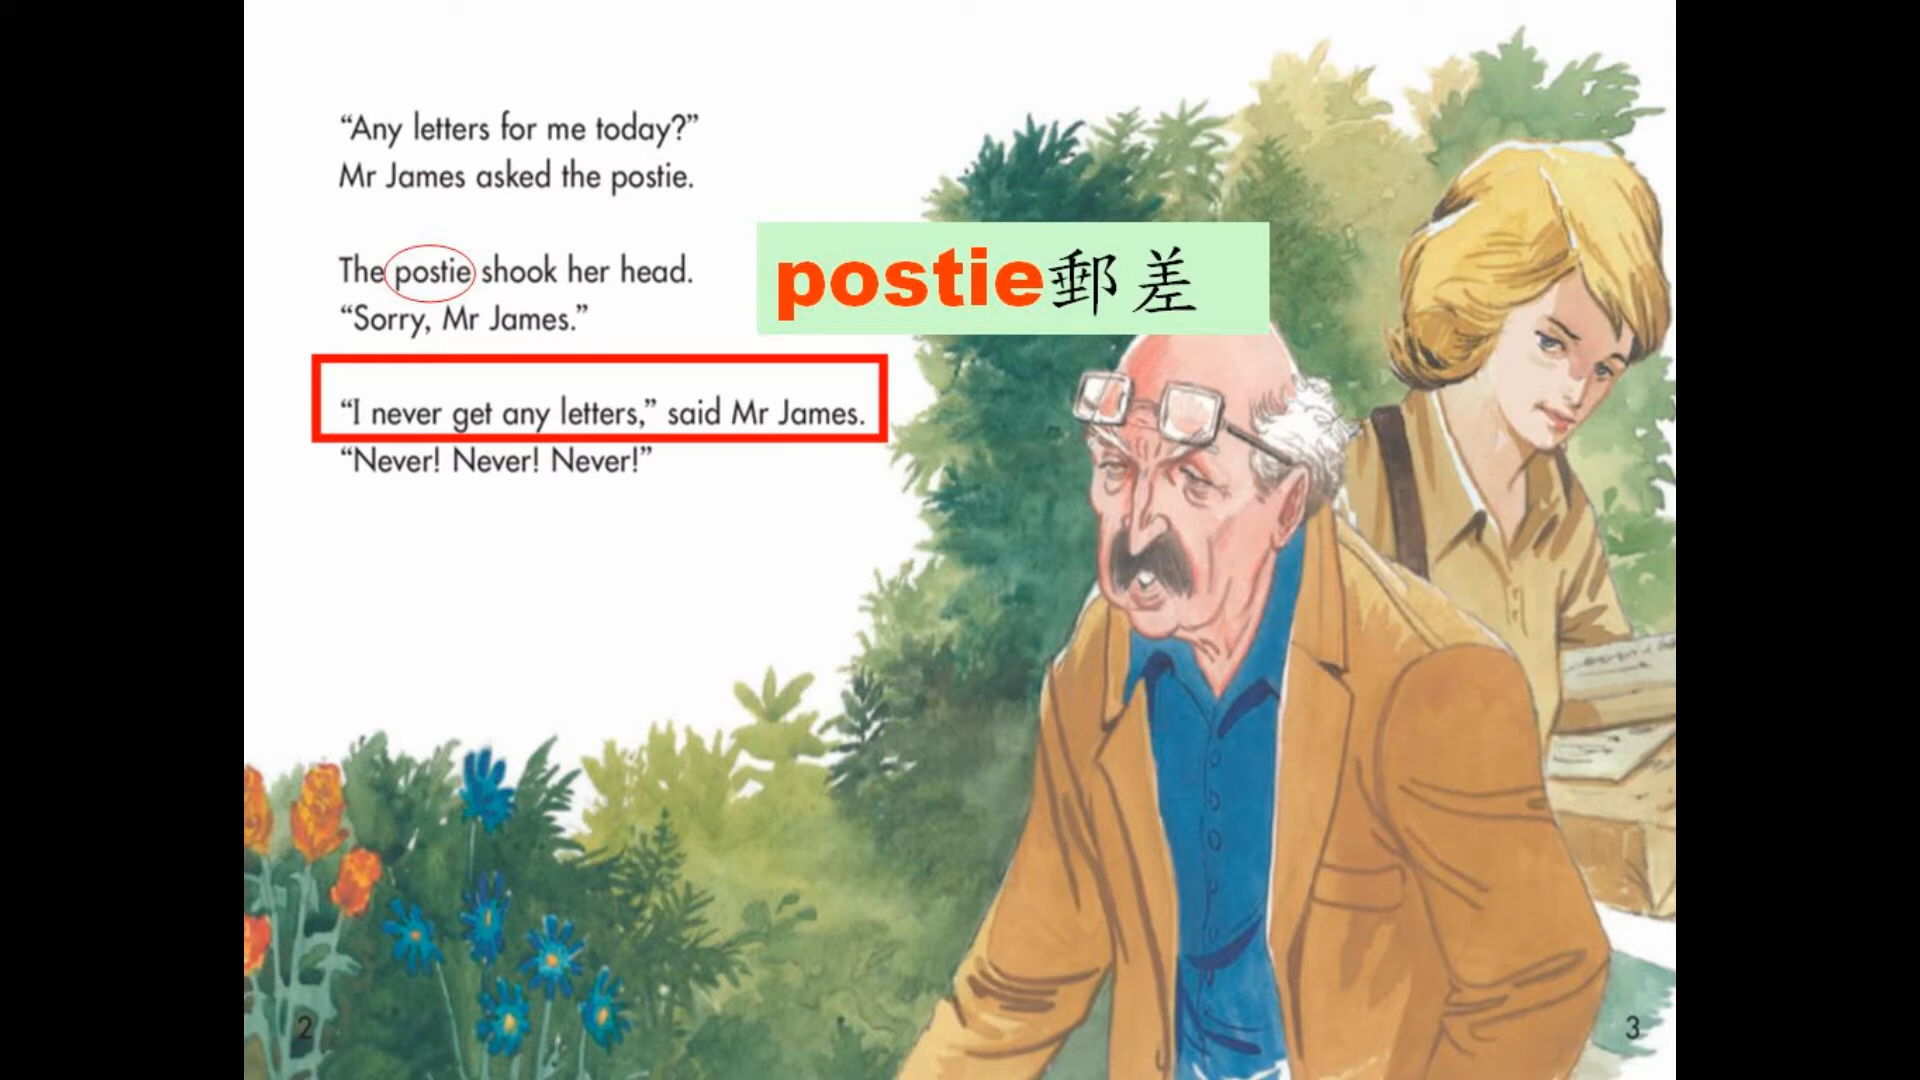 “Any letters for me today?”
Mr James asked the postie.
The postie shook her head.
“Sorry, Mr James.”
“I never get any letters,” said Mr James.
“Never! Never! Never!”
postie郵差
2
3